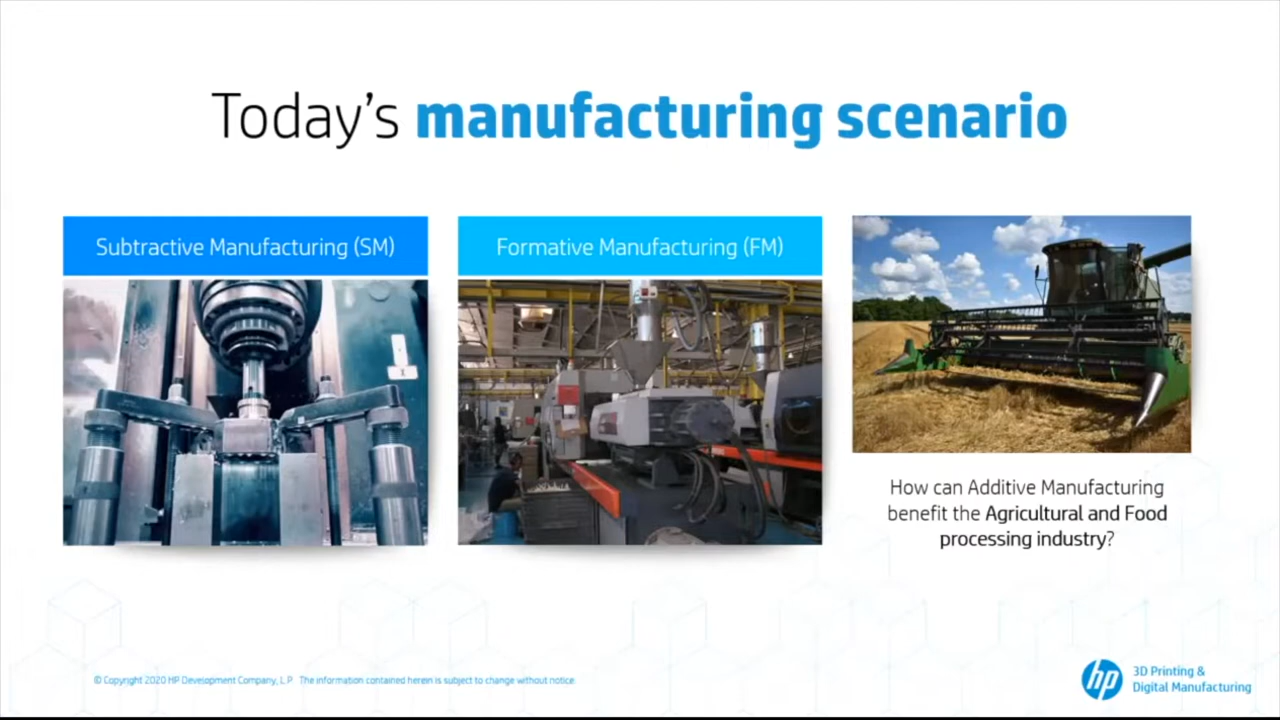 Today's manufacturing scenario
Subtractive Manufacturing (SM)
Formative Manufacturing (FM)
How can Additive Manufacturing
benefit the Agricultural and Food
processing industry?
© Copyright 2020 HP Development Company, L.P. The information contained herein is subject to change without notice.
hp
3D Printing &
Digital Manufacturing